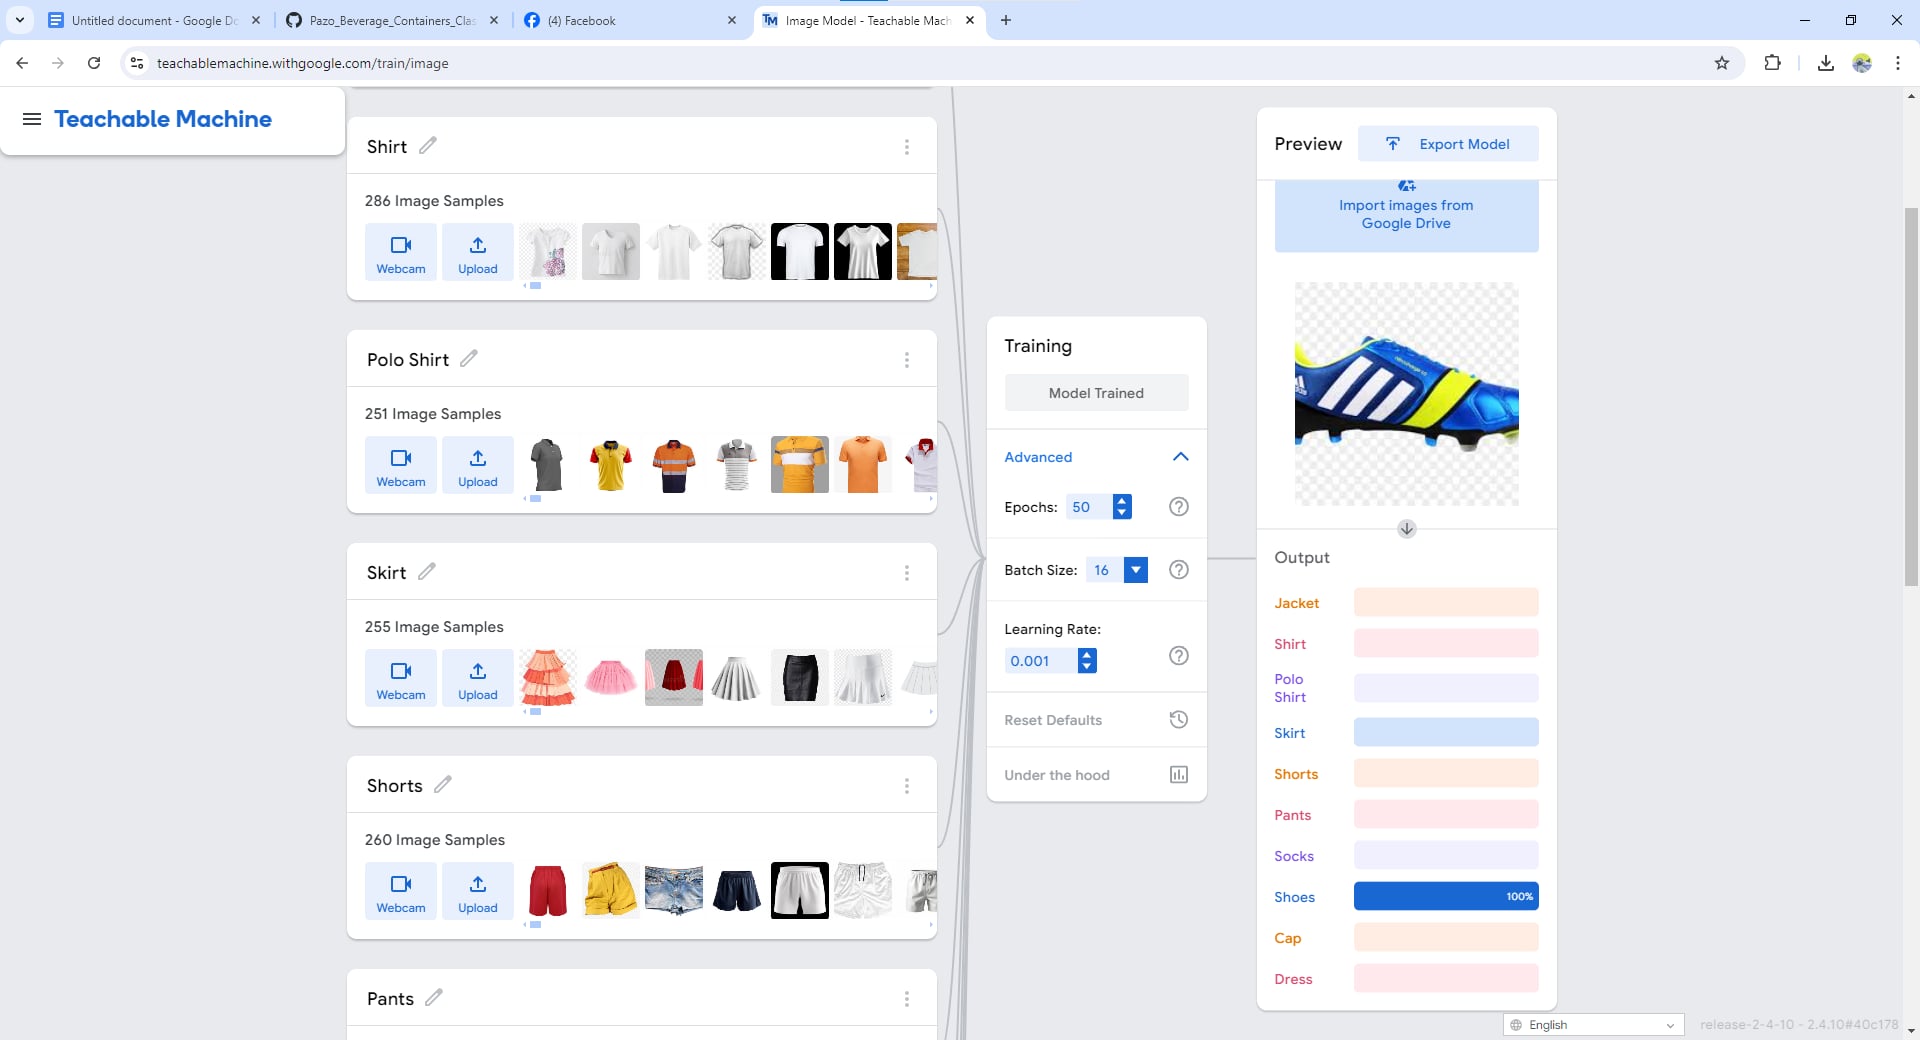 Untitled document - Google Do
Pazo_Beverage_Containers_Clas
(4) Facebook
TM
Image Model - Teachable Mach
teachablemachine.withgoogle.com/train/image
Teachable Machine
Shirt
286 Image Samples
Webcam
Upload
Polo Shirt
251 Image Samples
Webcam
Upload
Skirt
255 Image Samples
Webcam
Upload
Shorts
260 Image Samples
Webcam
Upload
Pants
Training
Model Trained
Advanced
Epochs: 50
Batch Size: 16
Learning Rate:
0.001
Reset Defaults
Under the hood
Preview
Export Model
Import images from
Google Drive
adidas
Output
Jacket
Shirt
Polo
Shirt
Skirt
Shorts
Pants
Socks
Shoes 100%
Cap
Dress
English
release-2-4-10 - 2.4.10#40c178